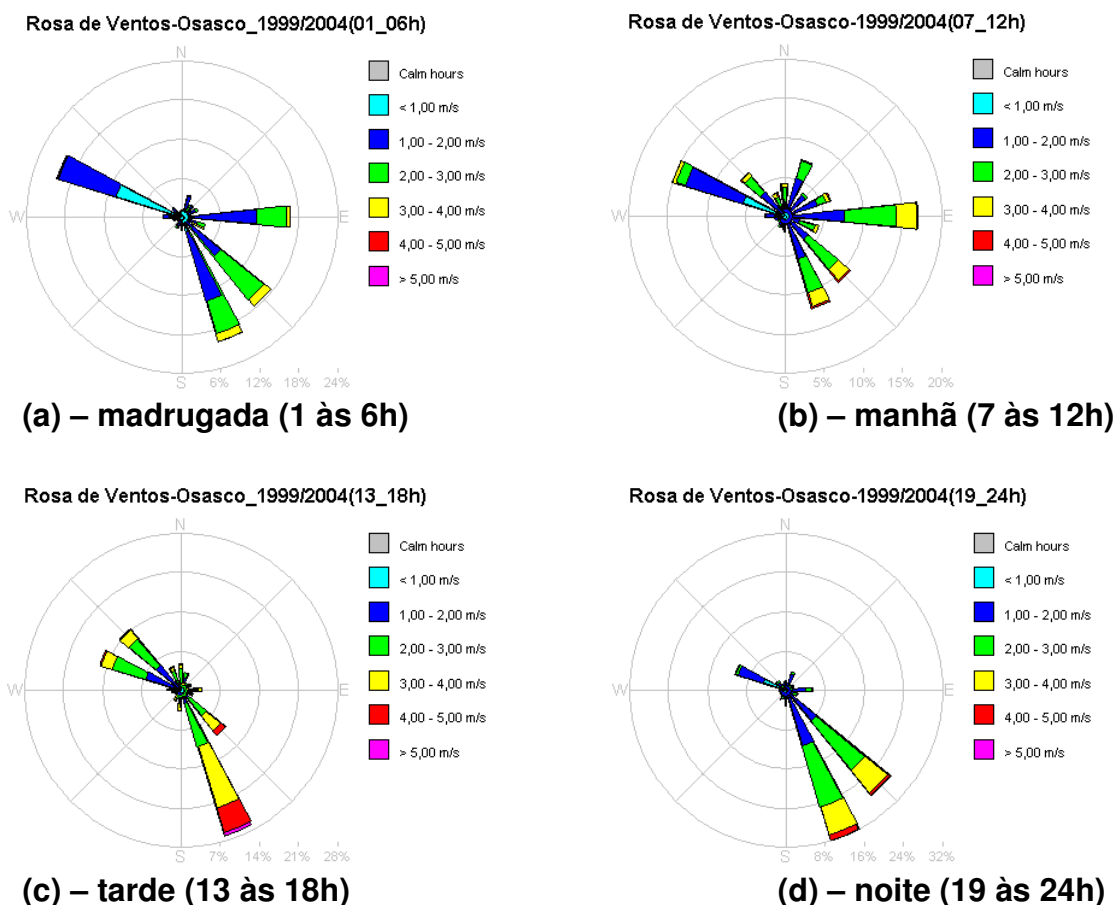 Rosa de Ventos-Osasco_1999/2004(01_06h)
N
W
E
S
6% 12% 18% 24%
Calm hours
< 1,00 m/s
1,00 - 2,00 m/s
2,00 - 3,00 m/s
3,00 - 4,00 m/s
4,00 - 5,00 m/s
> 5,00 m/s
(a) – madrugada (1 às 6h)
Rosa de Ventos-Osasco-1999/2004(07_12h)
N
W
E
S
5% 10% 15% 20%
Calm hours
< 1,00 m/s
1,00 - 2,00 m/s
2,00 - 3,00 m/s
3,00 - 4,00 m/s
4,00 - 5,00 m/s
> 5,00 m/s
(b) – manhã (7 às 12h)
Rosa de Ventos-Osasco_1999/2004(13_18h)
N
W
E
S
7% 14% 21% 28%
Calm hours
< 1,00 m/s
1,00 - 2,00 m/s
2,00 - 3,00 m/s
3,00 - 4,00 m/s
4,00 - 5,00 m/s
> 5,00 m/s
(c) – tarde (13 às 18h)
Rosa de Ventos-Osasco-1999/2004(19_24h)
N
W
E
S
8% 16% 24% 32%
Calm hours
< 1,00 m/s
1,00 - 2,00 m/s
2,00 - 3,00 m/s
3,00 - 4,00 m/s
4,00 - 5,00 m/s
> 5,00 m/s
(d) – noite (19 às 24h)